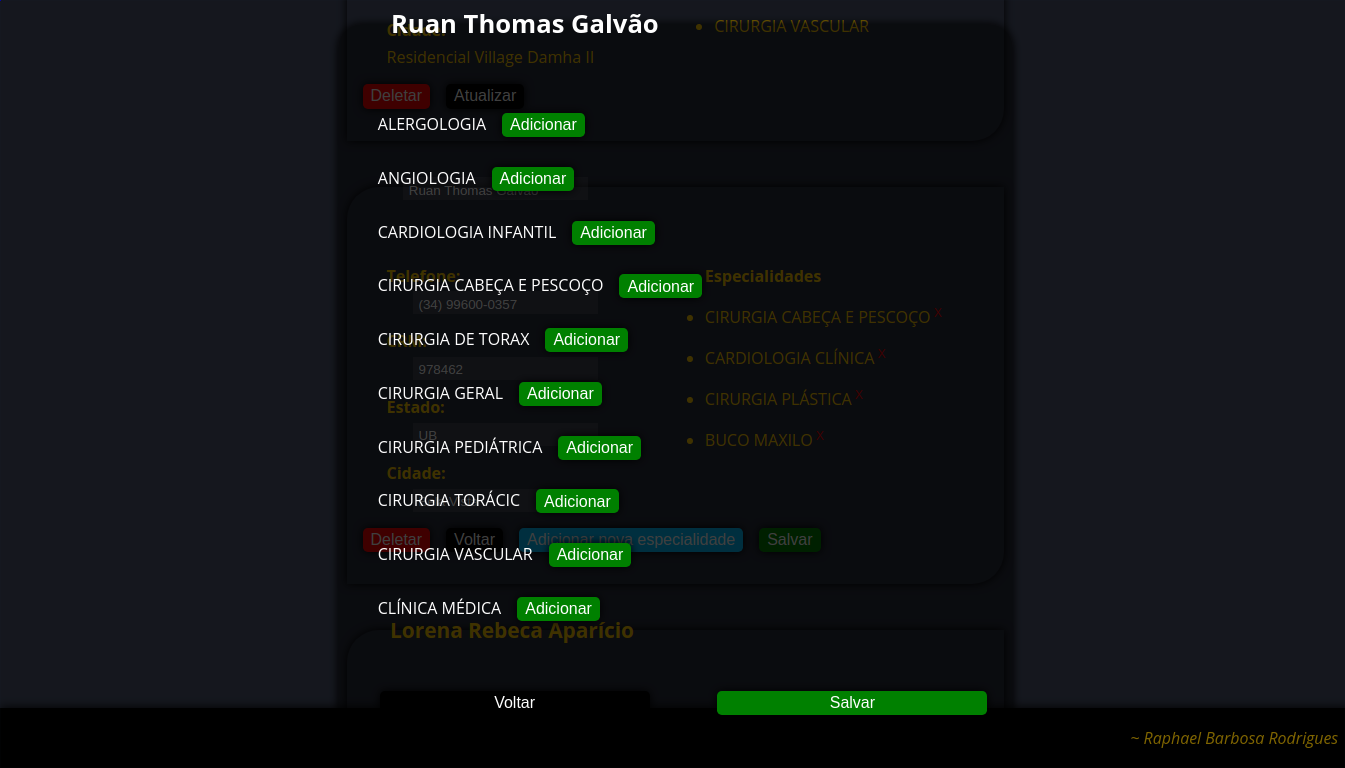 Ruan Thomas Galvão
Cidade:
CIRURGIA VASCULAR
Residencial Village Damha II
Deletar Atualizar
ALERGOLOGIA Adicionar
ANGIOLOGIA Adicionar
Ruan Thomas Galvão
CARDIOLOGIA INFANTIL Adicionar
Telefone: Especialidades
CIRURGIA CABEÇA E PESCOÇO Adicionar
(34) 99600-0357
CIRURGIA CABEÇA E PESCOÇO X
CIRURGIA DE TORAX Adicionar
CRM:
CARDIOLOGIA CLÍNICA X
978462
CIRURGIA GERAL Adicionar
CIRURGIA PLÁSTICA X
Estado:
UB
BUCO MAXILO X
CIRURGIA PEDIÁTRICA Adicionar
Cidade:
CIRURGIA TORÁCIC Adicionar
Deletar Voltar Adicionar nova especialidade Salvar
CIRURGIA VASCULAR Adicionar
CLÍNICA MÉDICA Adicionar
Lorena Rebeca Aparício
Voltar Salvar
~ Raphael Barbosa Rodrigues